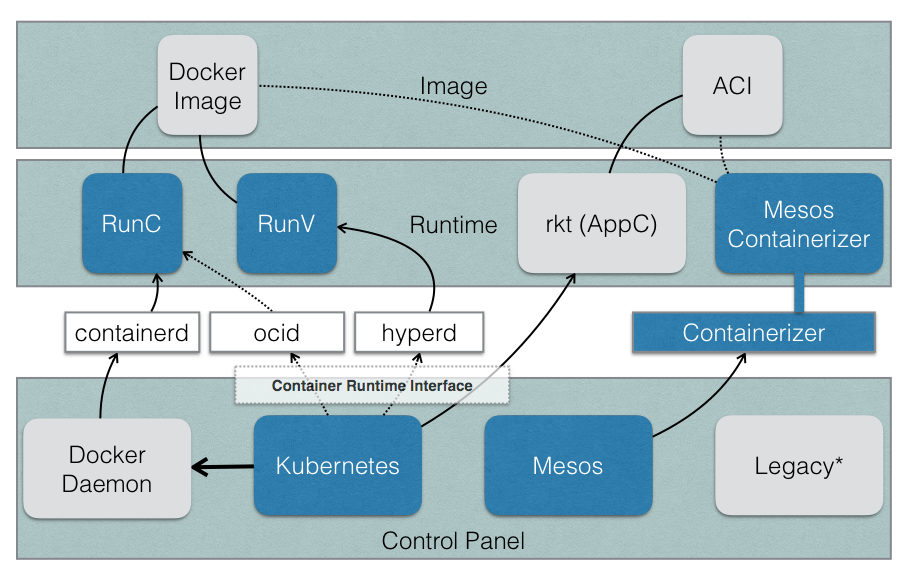 Docker
Image
Image
ACI
RunC
RunV
Runtime
rkt (AppC)
Mesos
Containerizer
containerd
ocid
hyperd
Containerizer
Container Runtime Interface
Docker
Daemon
Kubernetes
Mesos
Legacy*
Control Panel